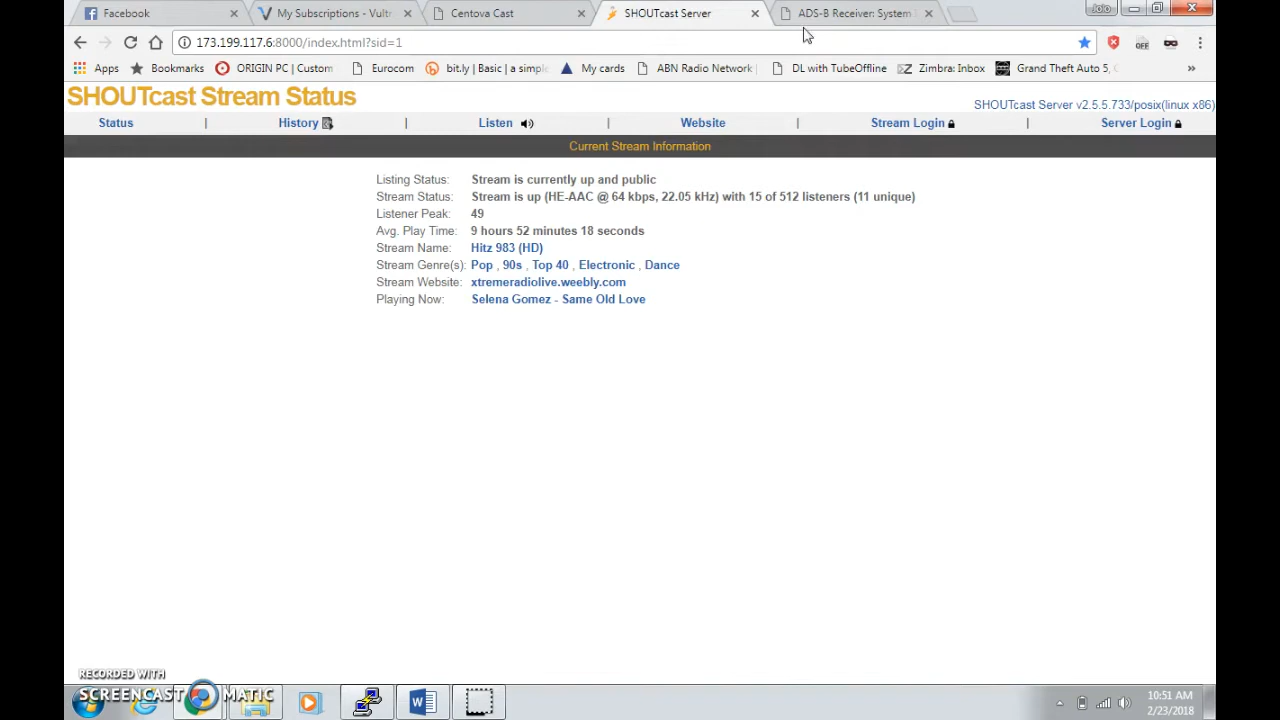 Facebook
My Subscriptions - Vultr
Centova Cast
SHOUTcast Server
ADS-B Receiver: System
Jolo
173.199.117.6:8000/index.html?sid=1
OFF
Apps
Bookmarks
ORIGIN PC | Custom
Eurocom
bit.ly | Basic | a simple
My cards
ABN Radio Network
DL with TubeOffline
Zimbra: Inbox
Grand Theft Auto 5,
»
SHOUTcast Stream Status
SHOUTcast Server v2.5.5.733/posix(linux x86)
Status | History | Listen | Website | Stream Login | Server Login
Current Stream Information
Listing Status: Stream is currently up and public
Stream Status: Stream is up (HE-AAC @ 64 kbps, 22.05 kHz) with 15 of 512 listeners (11 unique)
Listener Peak: 49
Avg. Play Time: 9 hours 52 minutes 18 seconds
Stream Name: Hitz 983 (HD)
Stream Genre(s): Pop , 90s , Top 40 , Electronic , Dance
Stream Website: xtremeradiolive.weebly.com
Playing Now: Selena Gomez - Same Old Love
RECORDED WITH
SCREENCAST MATIC
10:51 AM
2/23/2018